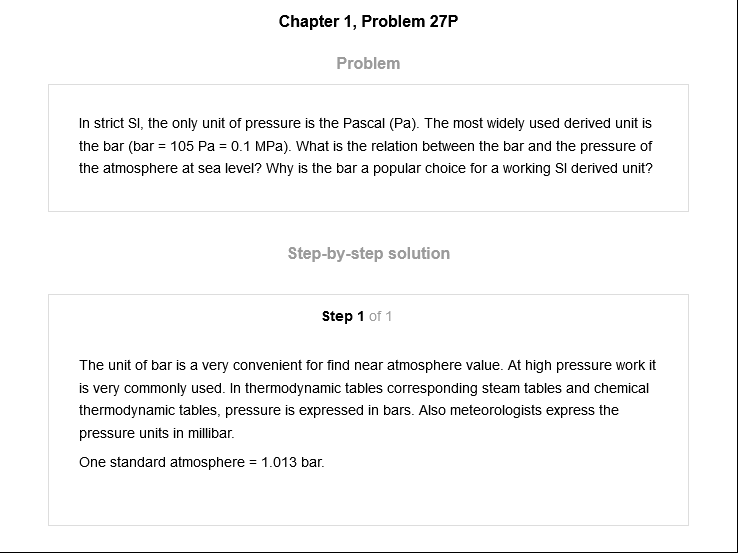 Chapter 1, Problem 27P
Problem
In strict SI, the only unit of pressure is the Pascal (Pa). The most widely used derived unit is
the bar (bar = 105 Pa = 0.1 MPa). What is the relation between the bar and the pressure of
the atmosphere at sea level? Why is the bar a popular choice for a working SI derived unit?
Step-by-step solution
Step 1 of 1
The unit of bar is a very convenient for find near atmosphere value. At high pressure work it
is very commonly used. In thermodynamic tables corresponding steam tables and chemical
thermodynamic tables, pressure is expressed in bars. Also meteorologists express the
pressure units in millibar.
One standard atmosphere = 1.013 bar.